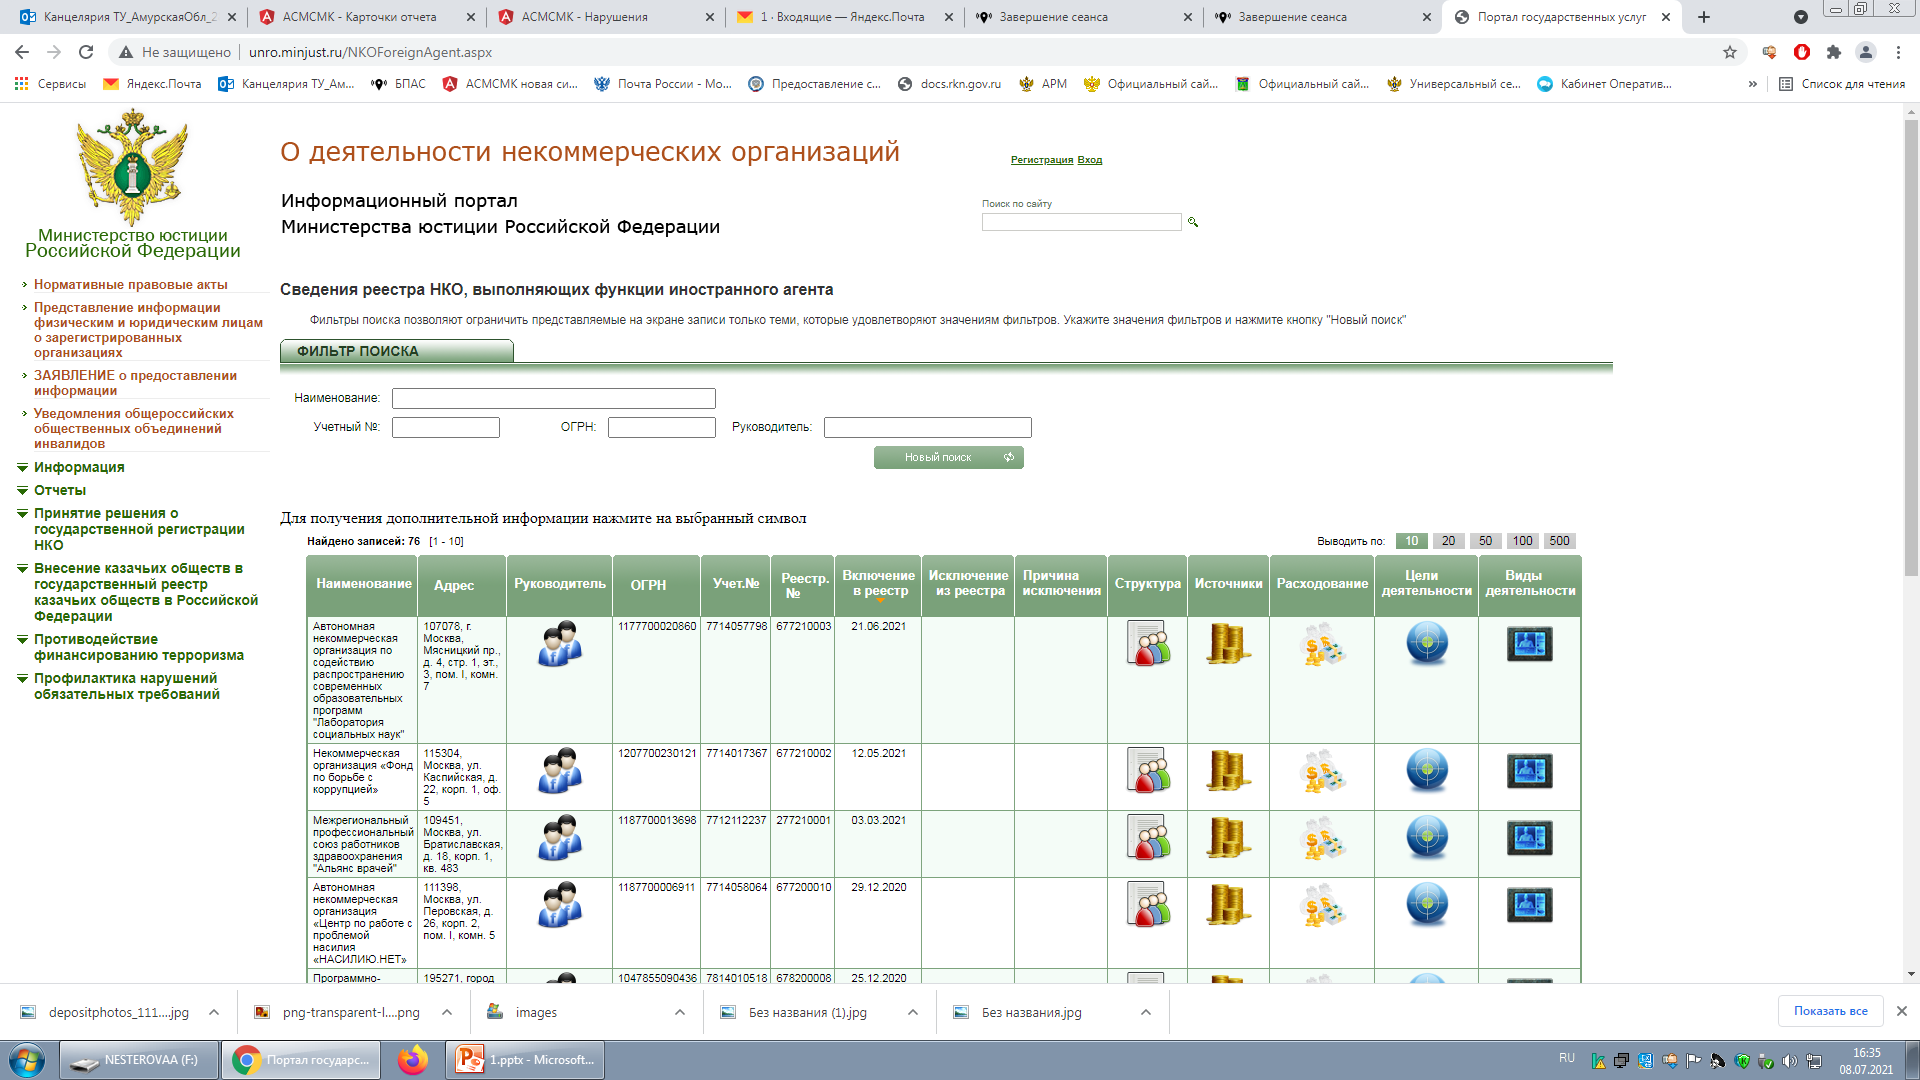 Канцелярия ТУ_АмурскаяОбл_2
АСМСМК - Карточки отчета
АСМСМК - Нарушения
1 · Входящие — Яндекс.Почта
Завершение сеанса
Завершение сеанса
Портал государственных услуг
Не защищено
unro.minjust.ru/NKOForeignAgent.aspx
Сервисы
Яндекс.Почта
Канцелярия ТУ_Ам...
БПАС
АСМСМК новая си...
Почта России - Мо...
Предоставление с...
docs.rkn.gov.ru
АРМ
Официальный сай...
Официальный сай...
Универсальный се...
Кабинет Оператив...
»
Список для чтения
Министерство юстиции
Российской Федерации
О деятельности некоммерческих организаций
Регистрация Вход
Информационный портал
Министерства юстиции Российской Федерации
Поиск по сайту
Нормативные правовые акты
Представление информации
физическим и юридическим лицам
о зарегистрированных
организациях
ЗАЯВЛЕНИЕ о предоставлении
информации
Уведомления общероссийских
общественных объединений
инвалидов
Информация
Отчеты
Принятие решения о
государственной регистрации
НКО
Внесение казачьих обществ в
государственный реестр
казачьих обществ в Российской
Федерации
Противодействие
финансированию терроризма
Профилактика нарушений
обязательных требований
Сведения реестра НКО, выполняющих функции иностранного агента
Фильтры поиска позволяют ограничить представляемые на экране записи только теми, которые удовлетворяют значениям фильтров. Укажите значения фильтров и нажмите кнопку "Новый поиск"
ФИЛЬТР ПОИСКА
Наименование:
Учетный №:
ОГРН:
Руководитель:
Новый поиск
Для получения дополнительной информации нажмите на выбранный символ
Найдено записей: 76 [1 - 10]
Выводить по: 10 20 50 100 500
Наименование
Адрес
Руководитель
ОГРН
Учет.№
Реестр.
№
Включение
в реестр
Исключение
из реестра
Причина
исключения
Структура
Источники
Расходование
Цели
деятельности
Виды
деятельности
Автономная
некоммерческая
организация по
содействию
распространению
современных
образовательных
программ
"Лаборатория
социальных наук"
107078, г.
Москва,
Мясницкий пр.,
д. 4, стр. 1, эт.,
3, пом. I, комн.
7
1177700020860
7714057798
677210003
21.06.2021
Некоммерческая
организация «Фонд
по борьбе с
коррупцией»
115304,
Москва, ул.
Каспийская, д.
22, корп. 1, оф.
5
1207700230121
7714017367
677210002
12.05.2021
Межрегиональный
профессиональный
союз работников
здравоохранения
"Альянс врачей"
109451,
Москва, ул.
Братиславская,
д. 18, корп. 1,
кв. 483
1187700013698
7712112237
277210001
03.03.2021
Автономная
некоммерческая
организация
«Центр по работе с
проблемой
насилия
«НАСИЛИЮ.НЕТ»
111398,
Москва, ул.
Перовская, д.
26, корп. 2,
пом. I, комн. 5
1187700006911
7714058064
677200010
29.12.2020
Программно-
195271, город
1047855090436
7814010518
678200008
25.12.2020
depositphotos_111....jpg
png-transparent-l....png
images
Без названия (1).jpg
Без названия.jpg
Показать все
NESTEROVAA (F:)
Портал государс...
1.pptx - Microsoft...
RU
16:35
08.07.2021